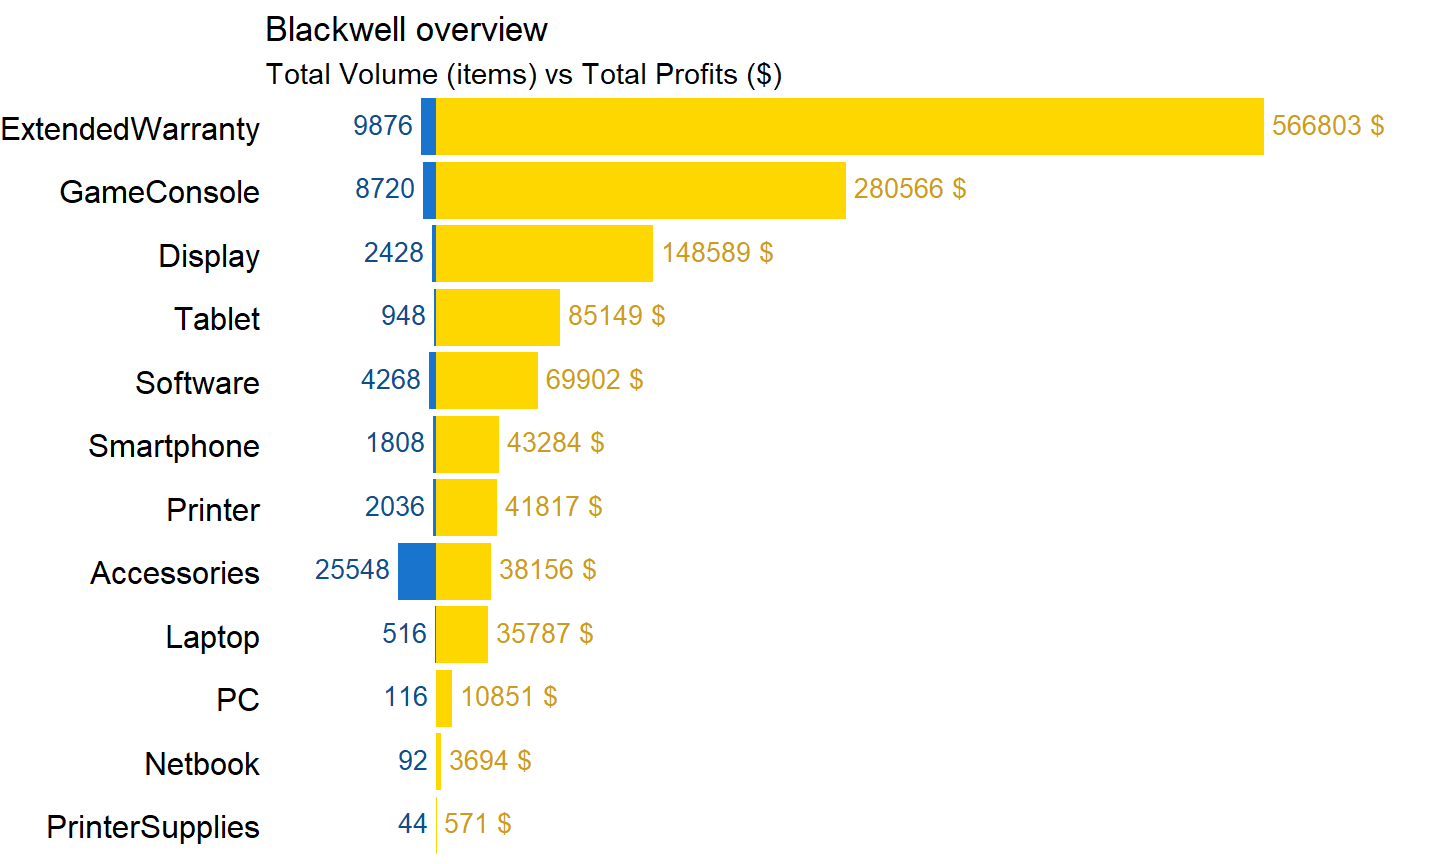 Blackwell overview
Total Volume (items) vs Total Profits ($)
ExtendedWarranty 9876 566803 $
GameConsole 8720 280566 $
Display 2428 148589 $
Tablet 948 85149 $
Software 4268 69902 $
Smartphone 1808 43284 $
Printer 2036 41817 $
Accessories 25548 38156 $
Laptop 516 35787 $
PC 116 10851 $
Netbook 92 3694 $
PrinterSupplies 44 571 $